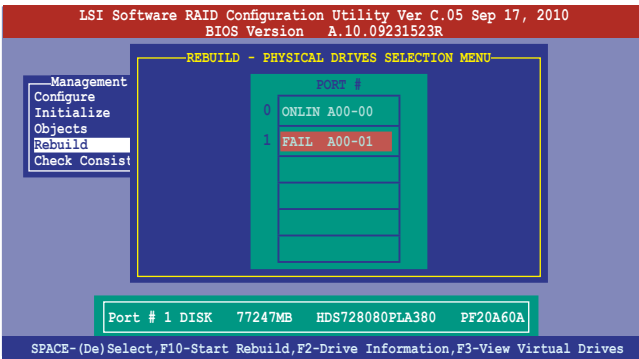 LSI Software RAID Configuration Utility Ver C.05 Sep 17, 2010
BIOS Version A.10.09231523R
REBUILD - PHYSICAL DRIVES SELECTION MENU
Management
Configure
Initialize
Objects
Rebuild
Check Consist
PORT #
0 ONLIN A00-00
1 FAIL A00-01
Port # 1 DISK 77247MB HDS728080PLA380 PF20A60A
SPACE-(De)Select,F10-Start Rebuild,F2-Drive Information,F3-View Virtual Drives